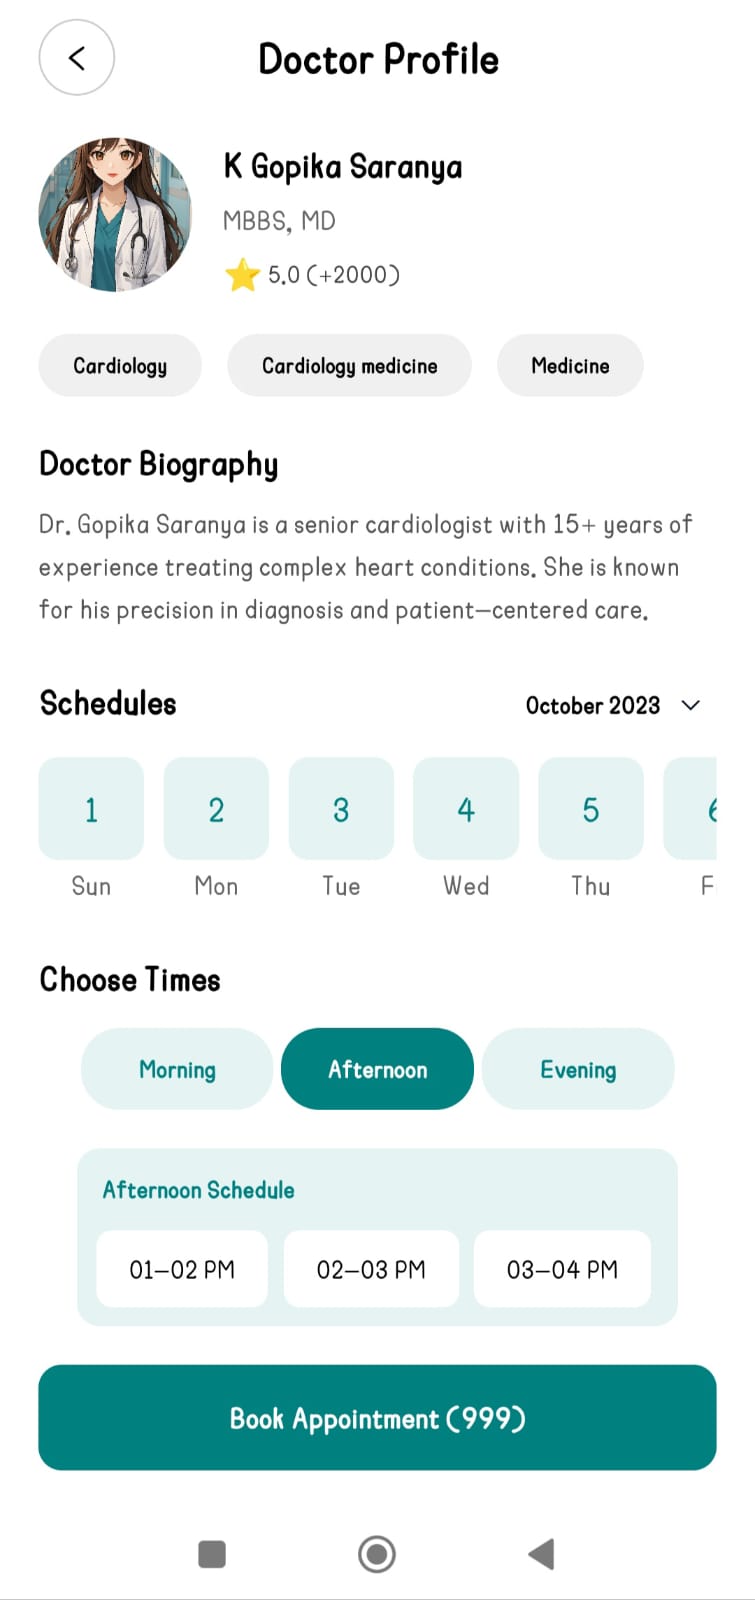 Doctor Profile
K Gopika Saranya
MBBS, MD
5.0 (+2000)
Cardiology Cardiology medicine Medicine
Doctor Biography
Dr. Gopika Saranya is a senior cardiologist with 15+ years of
experience treating complex heart conditions. She is known
for his precision in diagnosis and patient-centered care.
Schedules October 2023
1 2 3 4 5
Sun Mon Tue Wed Thu F
Choose Times
Morning Afternoon Evening
Afternoon Schedule
01-02 PM 02-03 PM 03-04 PM
Book Appointment (999)